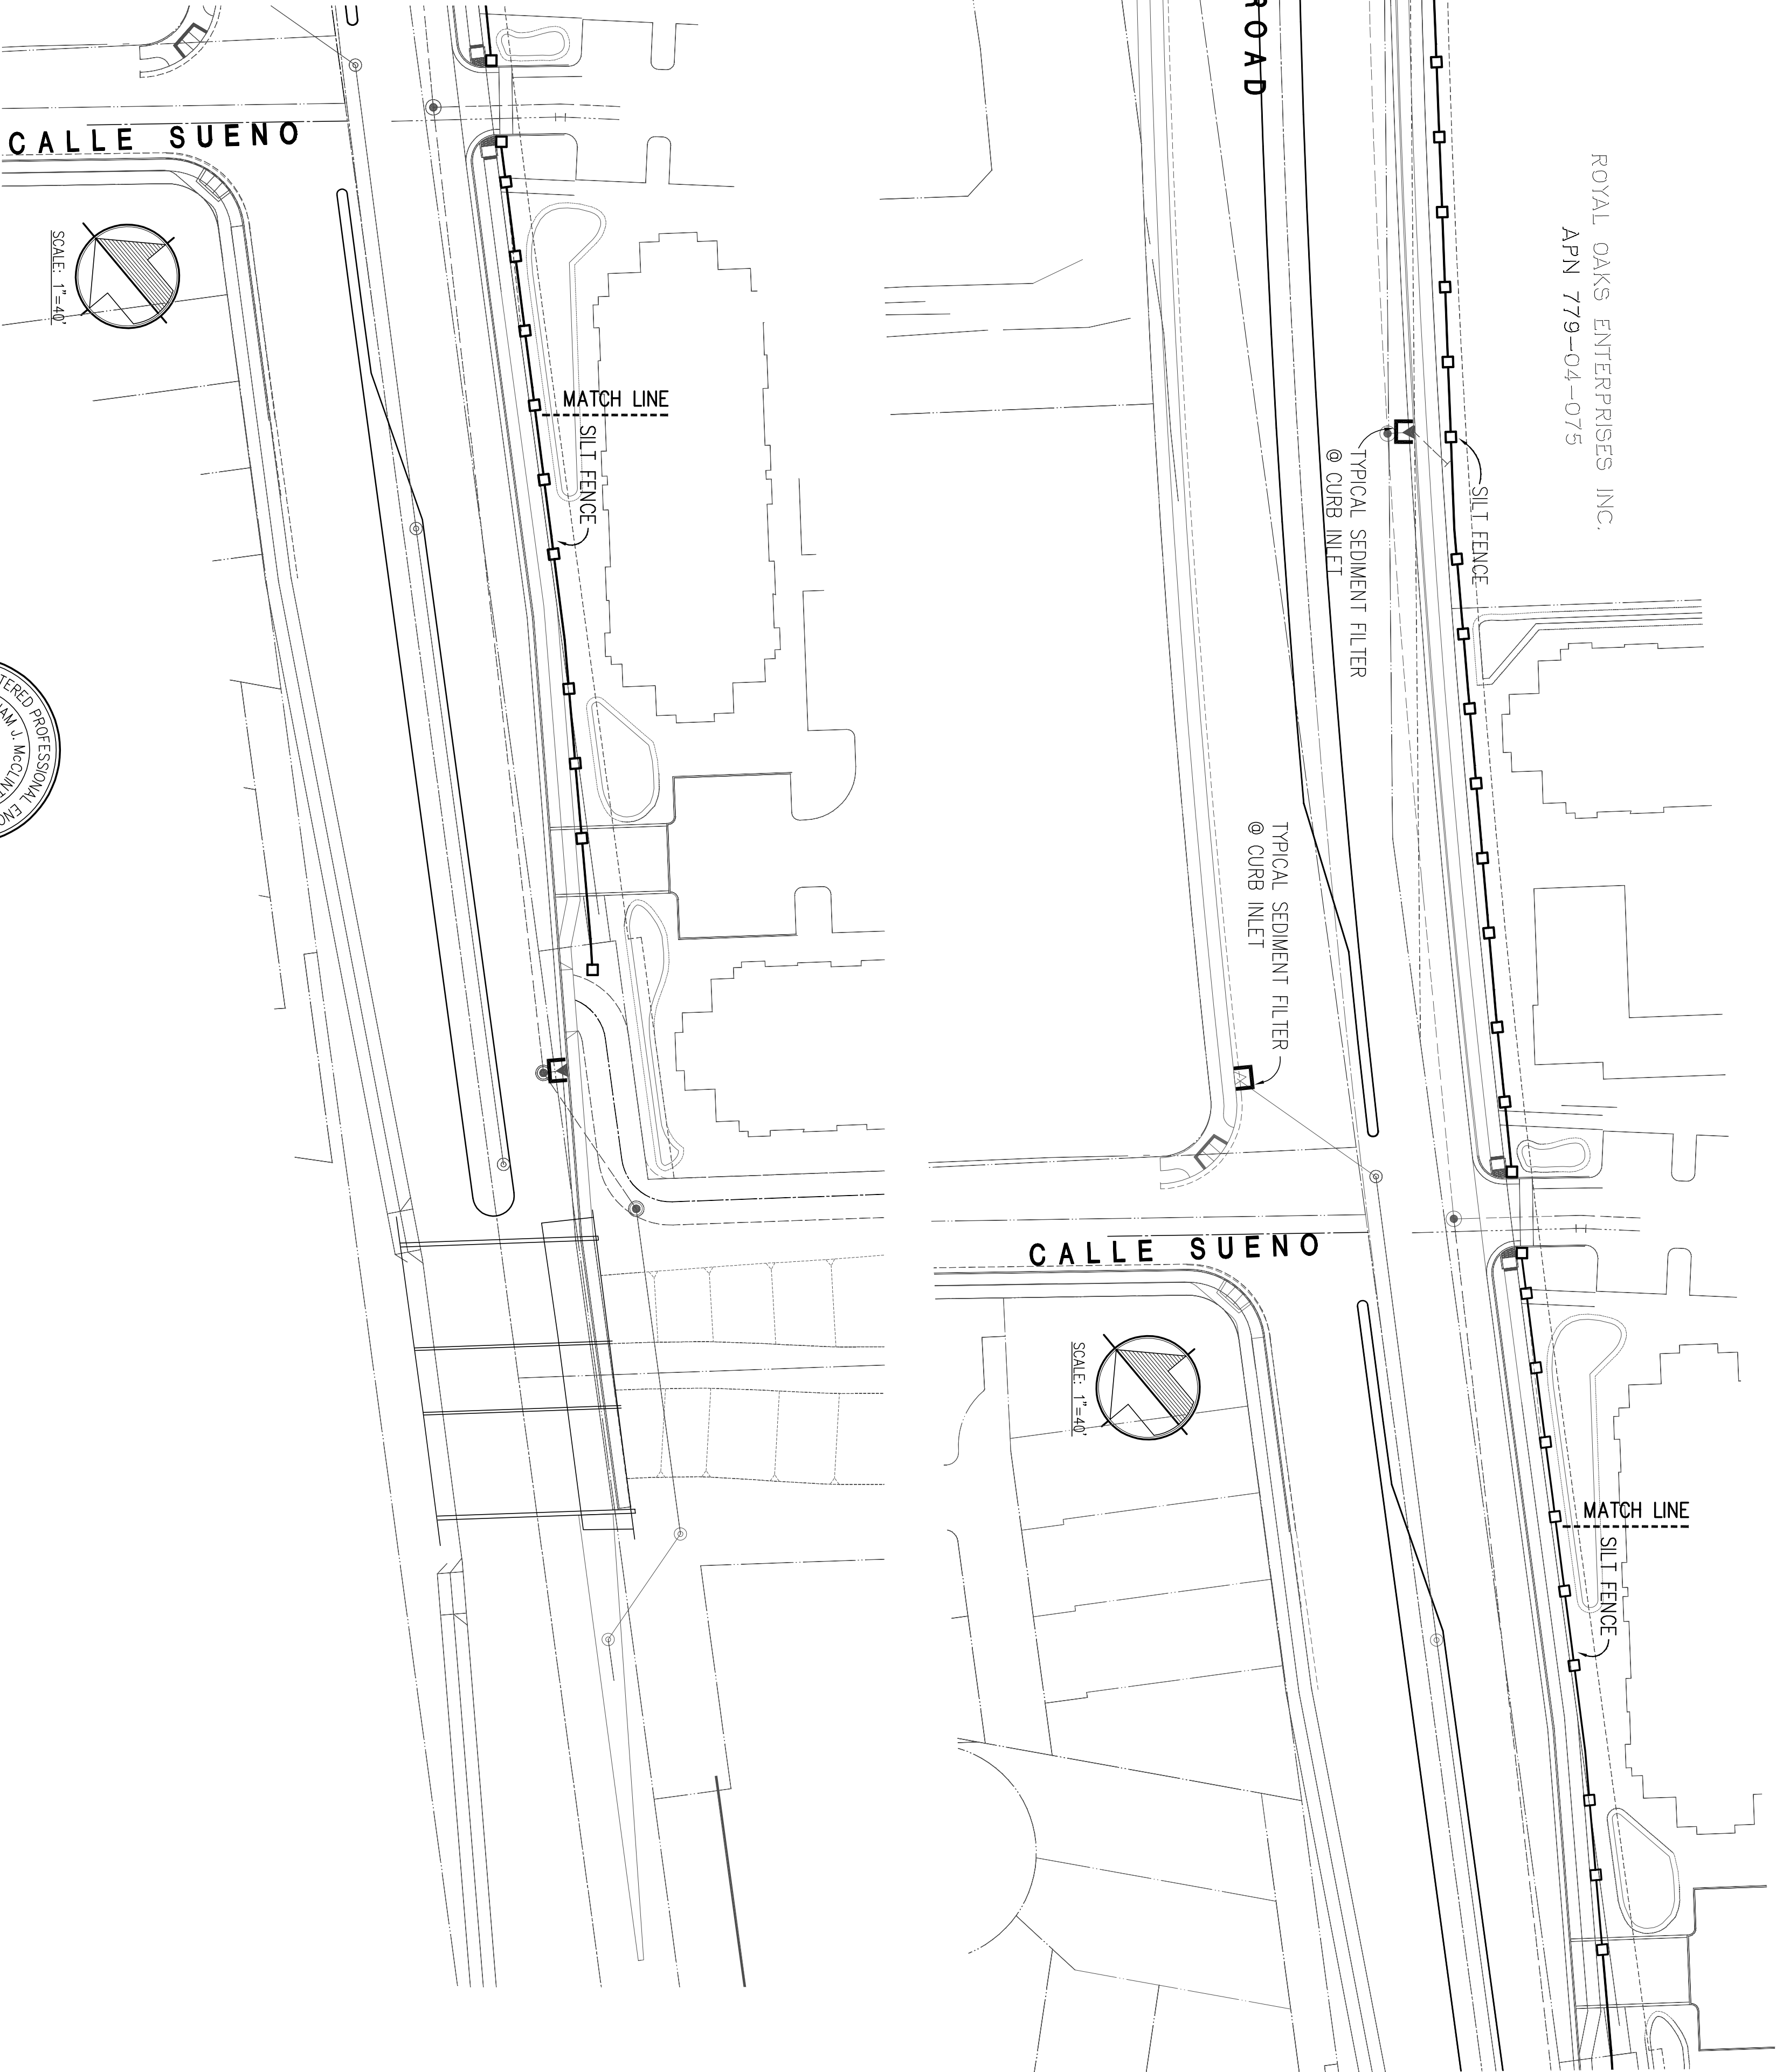 CALLE SUENO
SCALE: 1"=40'
MATCH LINE
SILT FENCE
PROFESSIONAL
ROAD
ROYAL OAKS ENTERPRISES INC.
APN 779-04-075
SILT FENCE
TYPICAL SEDIMENT FILTER
@ CURB INLET
TYPICAL SEDIMENT FILTER
@ CURB INLET
CALLE SUENO
SCALE: 1"=40'
MATCH LINE
SILT FENCE